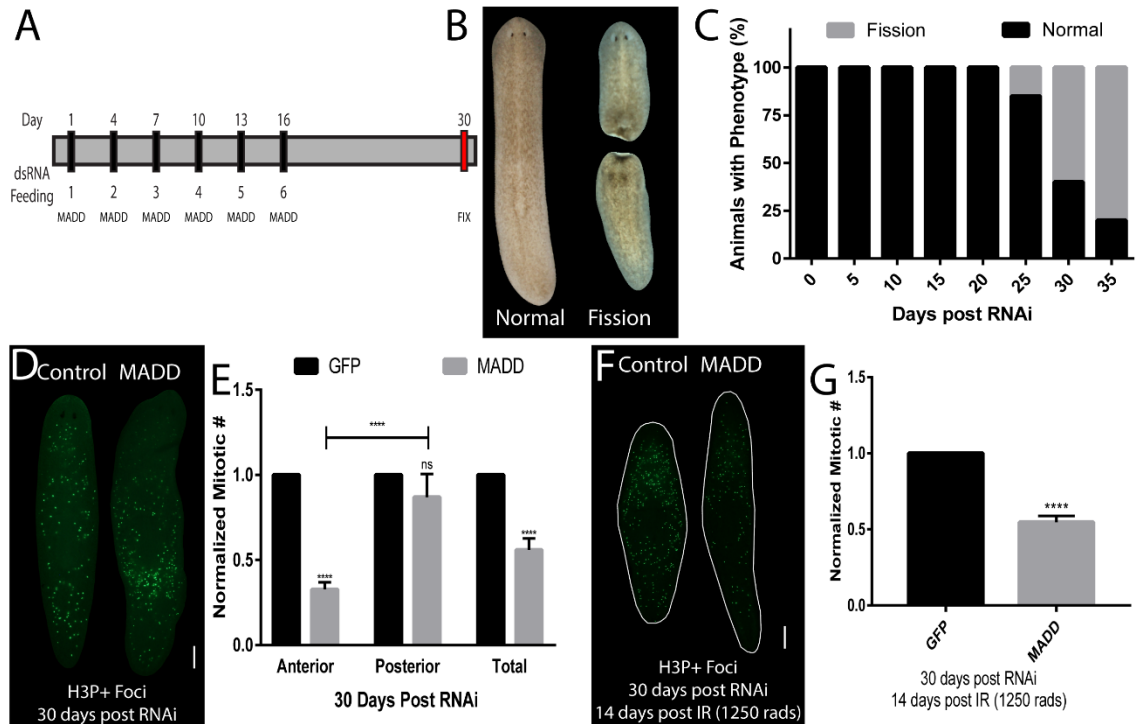 A
Day 1 4 7 10 13 16 30
dsRNA
Feeding 1 2 3 4 5 6
MADD MADD MADD MADD MADD MADD FIX
B
Normal Fission
C
Fission Normal
Animals with Phenotype (%)
100
75
50
25
0
0 5 10 15 20 25 30 35
Days post RNAi
D
Control MADD
H3P+ Foci
30 days post RNAi
E
GFP MADD
Normalized Mitotic #
1.5
1.0
0.5
0.0
****
****
ns
****
Anterior Posterior Total
30 Days Post RNAi
F
Control MADD
H3P+ Foci
30 days post RNAi
14 days post IR (1250 rads)
G
Normalized Mitotic #
1.5
1.0
0.5
0.0
****
GFP MADD
30 days post RNAi
14 days post IR (1250 rads)